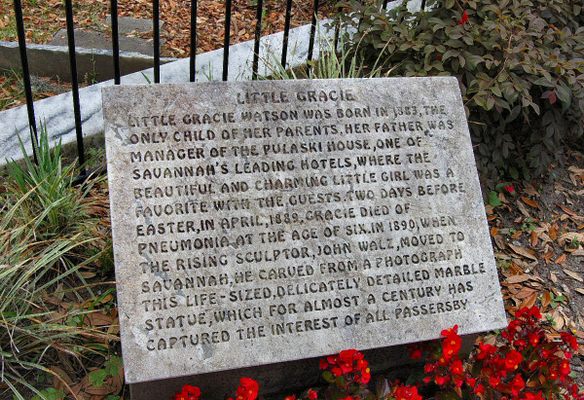 LITTLE GRACIE
LITTLE GRACIE WATSON WAS BORN IN 1883, THE
ONLY CHILD OF HER PARENTS. HER FATHER WAS
MANAGER OF THE PULASKI HOUSE, ONE OF
SAVANNAH'S LEADING HOTELS, WHERE THE
BEAUTIFUL AND CHARMING LITTLE GIRL WAS A
FAVORITE WITH THE GUESTS. TWO DAYS BEFORE
EASTER, IN APRIL, 1889, GRACIE DIED OF
PNEUMONIA AT THE AGE OF SIX. IN 1890, WHEN
THE RISING SCULPTOR, JOHN WALZ, MOVED TO
SAVANNAH, HE CARVED FROM A PHOTOGRAPH
THIS LIFE-SIZED, DELICATELY DETAILED MARBLE
STATUE, WHICH FOR ALMOST A CENTURY HAS
CAPTURED THE INTEREST OF ALL PASSERSBY